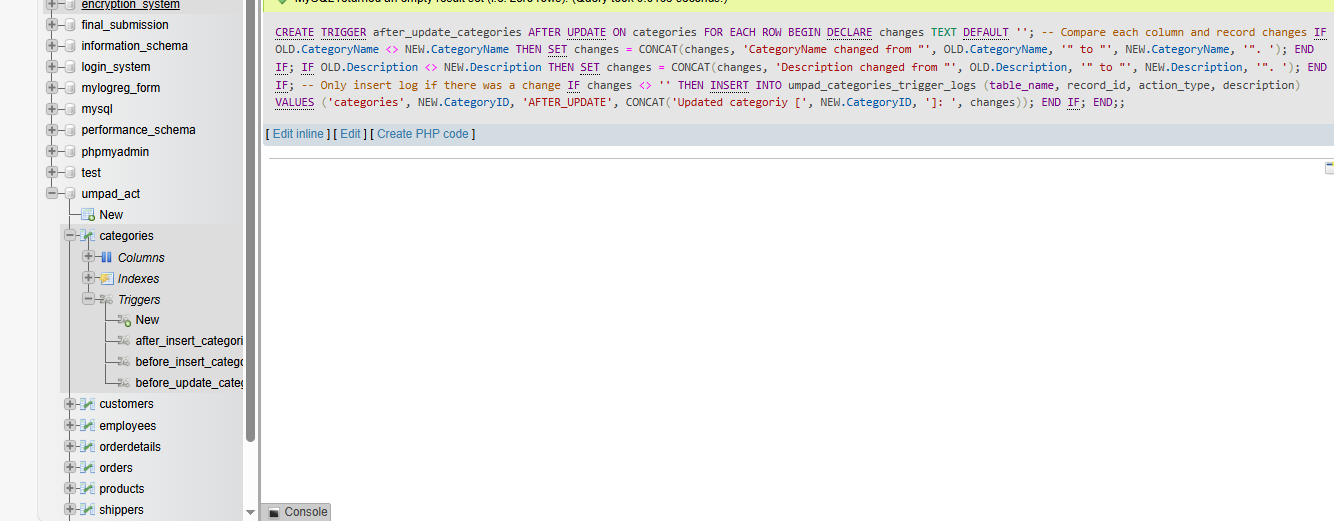 encryption_system
final_submission
information_schema
login_system
mylogreg_form
mysql
performance_schema
phpmyadmin
test
umpad_act
New
categories
Columns
Indexes
Triggers
New
after_insert_categori
before_insert_catego
before_update_categ
customers
employees
orderdetails
orders
products
shippers
MySQL returned an empty result set (i.e. zero rows). (Query took
CREATE TRIGGER after_update_categories AFTER UPDATE ON categories FOR EACH ROW BEGIN DECLARE changes TEXT DEFAULT ''; -- Compare each column and record changes IF
OLD.CategoryName <> NEW.CategoryName THEN SET changes = CONCAT(changes, 'CategoryName changed from "', OLD.CategoryName, '" to "', NEW.CategoryName, '". '); END
IF; IF OLD.Description <> NEW.Description THEN SET changes = CONCAT(changes, 'Description changed from "', OLD.Description, '" to "', NEW.Description, '". '); END
IF; -- Only insert log if there was a change IF changes <> '' THEN INSERT INTO umpad_categories_trigger_logs (table_name, record_id, action_type, description)
VALUES ('categories', NEW.CategoryID, 'AFTER_UPDATE', CONCAT('Updated categoriy [', NEW.CategoryID, ']: ', changes)); END IF; END;;
[ Edit inline ] [ Edit ] [ Create PHP code ]
Console